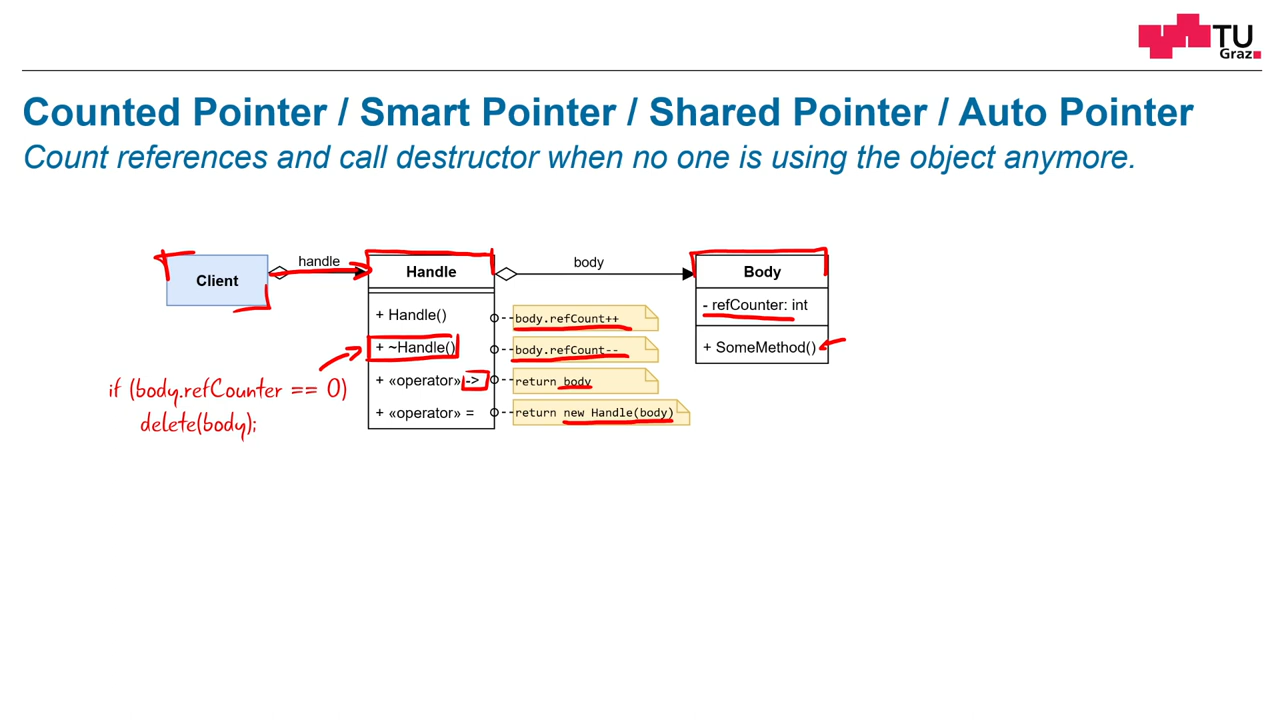 TU
Graz
Counted Pointer / Smart Pointer / Shared Pointer / Auto Pointer
Count references and call destructor when no one is using the object anymore.
Client
handle
Handle
body
Body
+ Handle()
body.refCount++
- refCounter: int
+ ~Handle()
body.refCount--
+ SomeMethod()
+ «operator» ->
return body
+ «operator» =
return new Handle(body)
if (body.refCounter == 0)
delete(body);